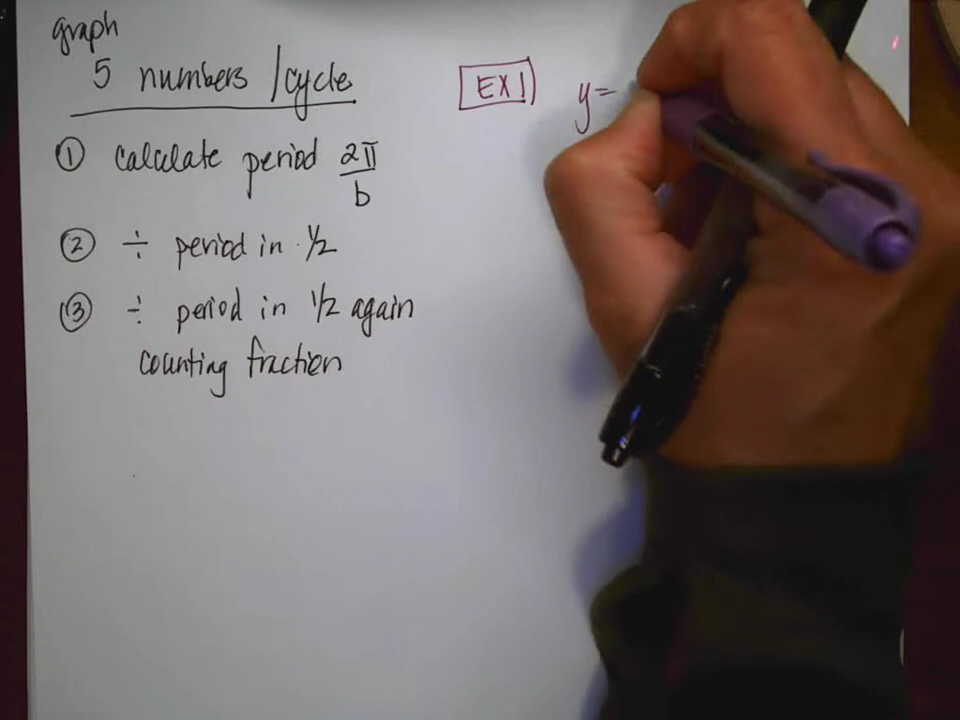 graph
5 numbers / cycle
① calculate period 2π/b
② ÷ period in 1/2
③ ÷ period in 1/2 again
counting fraction
EX 1 y=